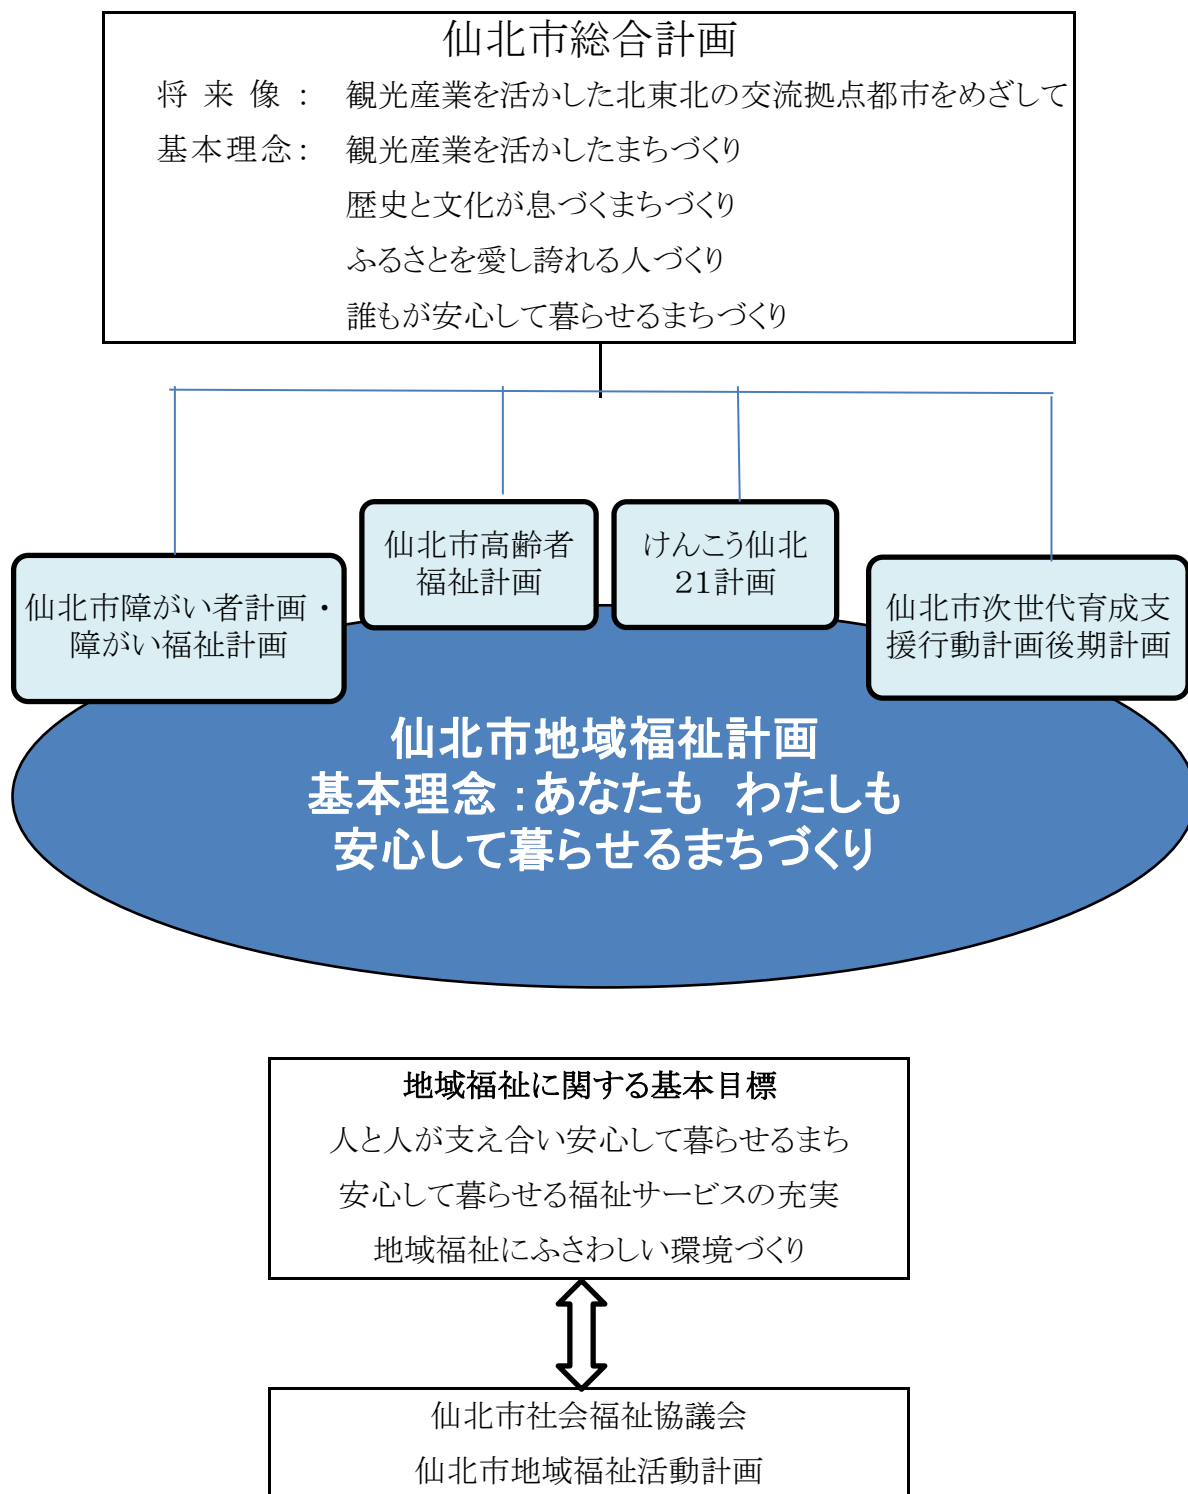 仙北市総合計画
将 来 像 : 観光産業を活かした北東北の交流拠点都市をめざして
基本理念: 観光産業を活かしたまちづくり
歴史と文化が息づくまちづくり
ふるさとを愛し誇れる人づくり
誰もが安心して暮らせるまちづくり
仙北市障がい者計画・
障がい福祉計画
仙北市高齢者
福祉計画
けんこう仙北
21計画
仙北市次世代育成支
援行動計画後期計画
仙北市地域福祉計画
基本理念:あなたも わたしも
安心して暮らせるまちづくり
地域福祉に関する基本目標
人と人が支え合い安心して暮らせるまち
安心して暮らせる福祉サービスの充実
地域福祉にふさわしい環境づくり
仙北市社会福祉協議会
仙北市地域福祉活動計画